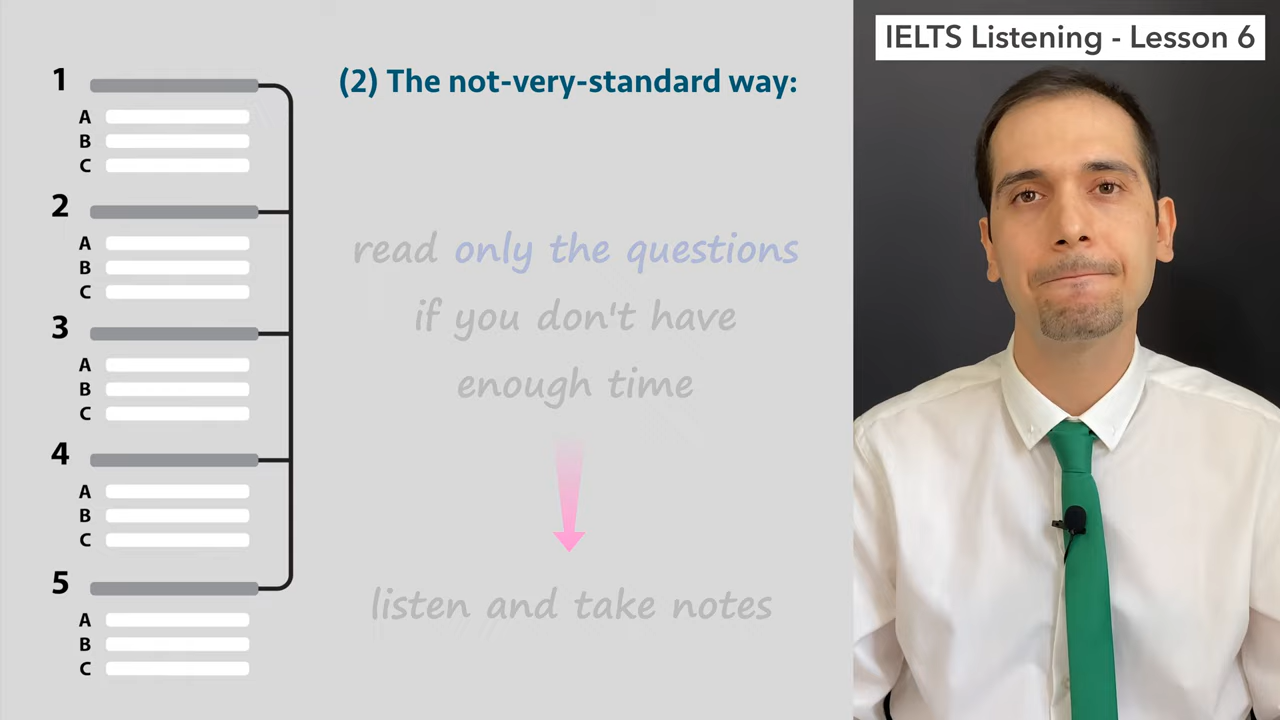 IELTS Listening - Lesson 6
(2) The not-very-standard way:
1
A
B
C
2
A
B
C
3
A
B
C
4
A
B
C
5
A
B
C
read only the questions
if you don't have
enough time
listen and take notes